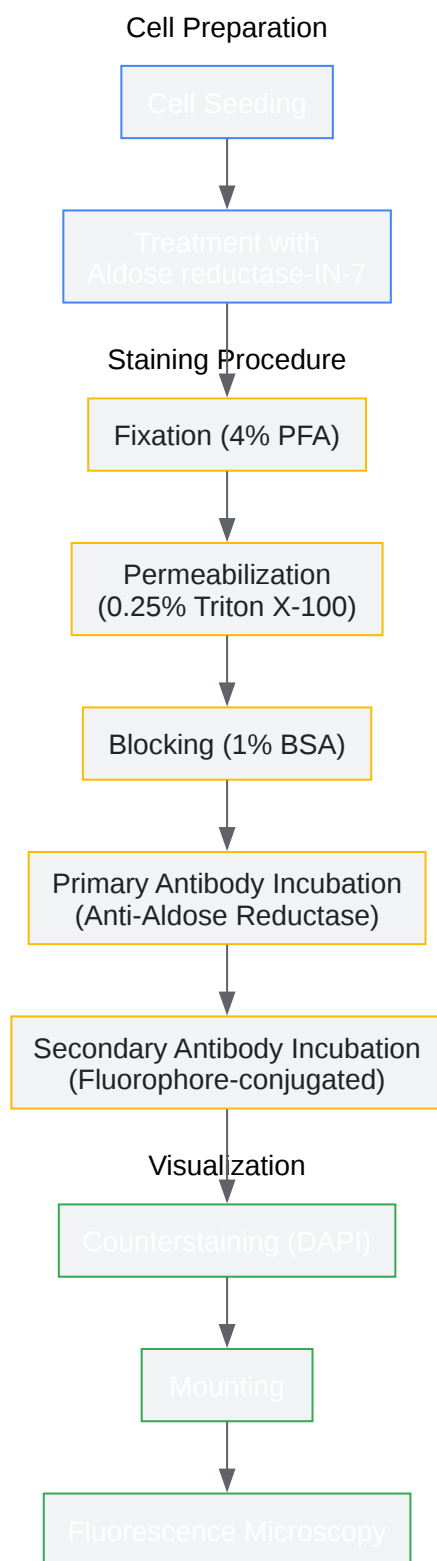 Cell Preparation
Cell Seeding
Treatment with
Aldose reductase-IN-7
Staining Procedure
Fixation (4% PFA)
Permeabilization
(0.25% Triton X-100)
Blocking (1% BSA)
Primary Antibody Incubation
(Anti-Aldose Reductase)
Secondary Antibody Incubation
(Fluorophore-conjugated)
Visualization
Counterstaining (DAPI)
Mounting
Fluorescence Microscopy